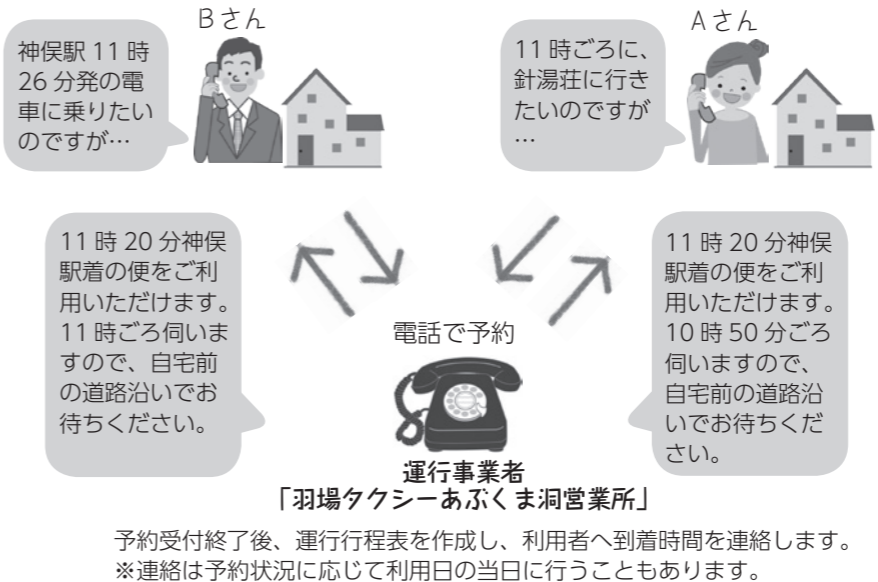 Bさん
神俣駅 11 時
26 分発の電
車に乗りたい
のですが…
Aさん
11 時ごろに、
針湯荘に行き
たいのですが
…
11 時 20 分神俣
駅着の便をご利
用いただけます。
11 時ごろ伺いま
すので、自宅前
の道路沿いでお
待ちください。
11 時 20 分神俣
駅着の便をご利
用いただけます。
10 時 50 分ごろ
伺いますので、
自宅前の道路沿
いでお待ちくだ
さい。
電話で予約
運行事業者
「羽場タクシーあぶくま洞営業所」
予約受付終了後、運行行程表を作成し、利用者へ到着時間を連絡します。
※連絡は予約状況に応じて利用日の当日に行うこともあります。